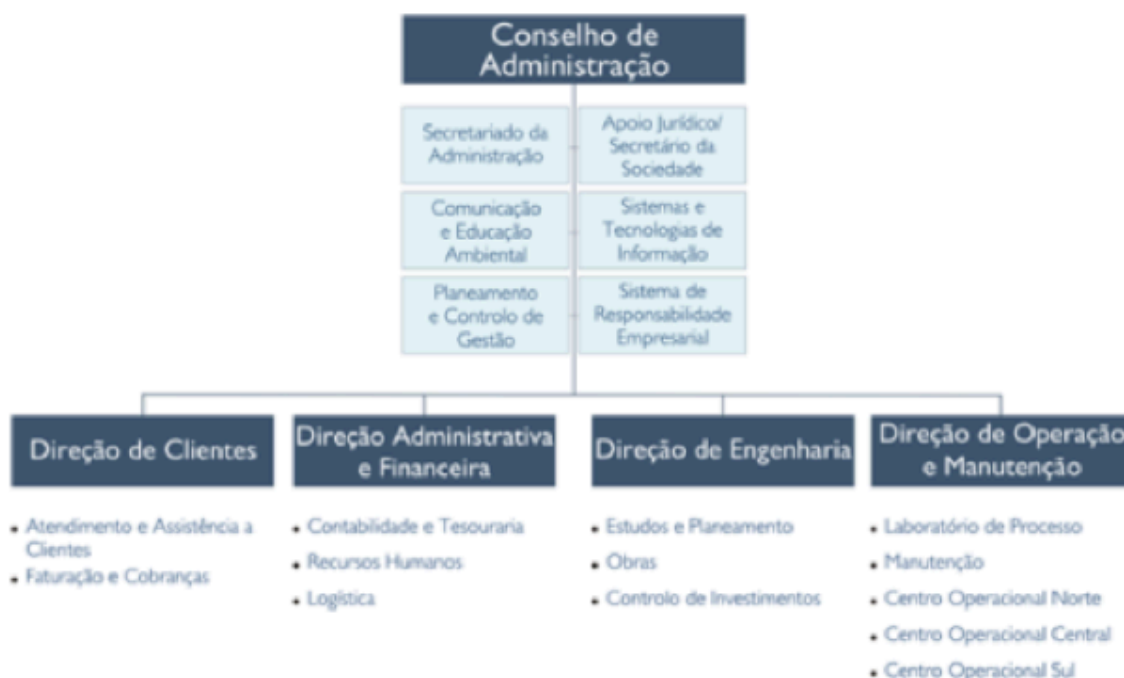 Conselho de
Administração
Secretariado da
Administração
Apoio Jurídico/
Secretário da
Sociedade
Comunicação
e Educação
Ambiental
Sistemas e
Tecnologias de
Informação
Planeamento
e Controlo de
Gestão
Sistema de
Responsabilidade
Empresarial
Direção de Clientes
Direção Administrativa
e Financeira
Direção de Engenharia
Direção de Operação
e Manutenção
• Atendimento e Assistência a
Clientes
• Faturação e Cobranças
• Contabilidade e Tesouraria
• Recursos Humanos
• Logística
• Estudos e Planeamento
• Obras
• Controlo de Investimentos
• Laboratório de Processo
• Manutenção
• Centro Operacional Norte
• Centro Operacional Central
• Centro Operacional Sul